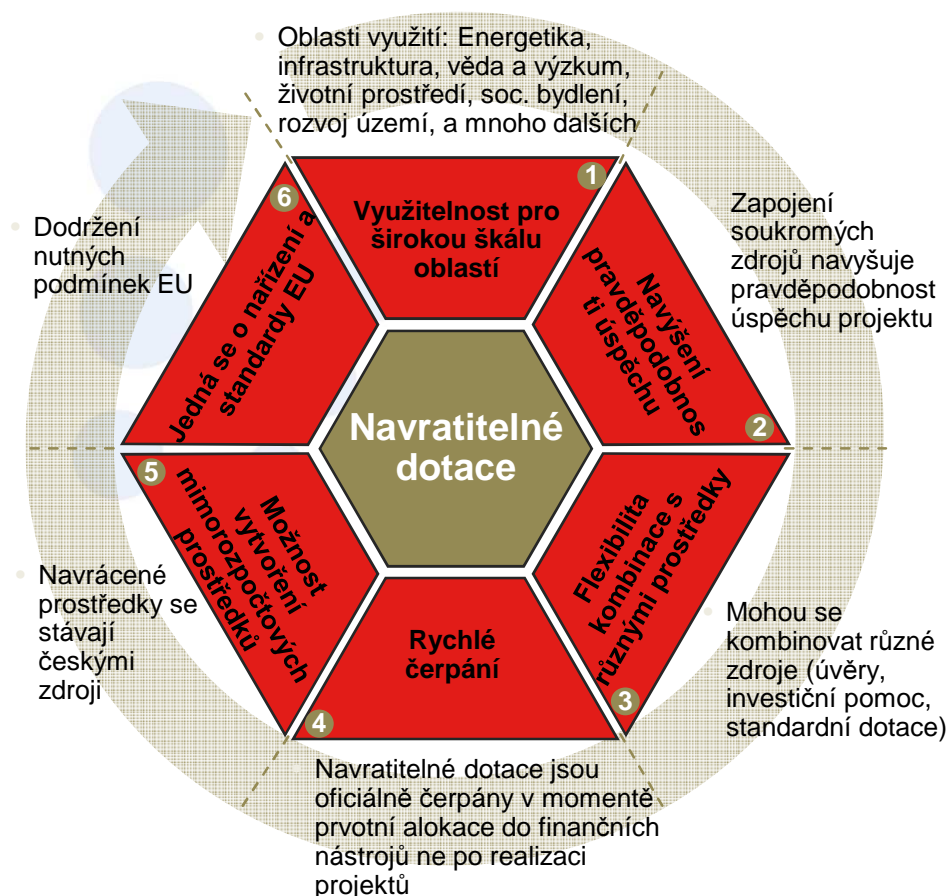 Oblasti využití: Energetika,
infrastruktura, věda a výzkum,
životní prostředí, soc. bydlení,
rozvoj území, a mnoho dalších
1
Využitelnost pro
širokou škálu
oblastí
Zapojení
soukromých
zdrojů navyšuje
pravděpodobnost
úspěchu projektu
Navýšení
pravděpodobnos
ti úspěchu
2
Flexibilita
kombinace s
různými prostředky
3
Mohou se
kombinovat různé
zdroje (úvěry,
investiční pomoc,
standardní dotace)
Rychlé
čerpání
4
Navratitelné dotace jsou
oficiálně čerpány v momentě
prvotní alokace do finančních
nástrojů ne po realizaci
projektů
5
Možnost
vytvoření
mimorozpočtových
prostředků
Navrácené
prostředky se
stávají
českými
zdroji
6
Jedná se o nařízení a
standardy EU
Dodržení
nutných
podmínek EU
Navratitelné
dotace